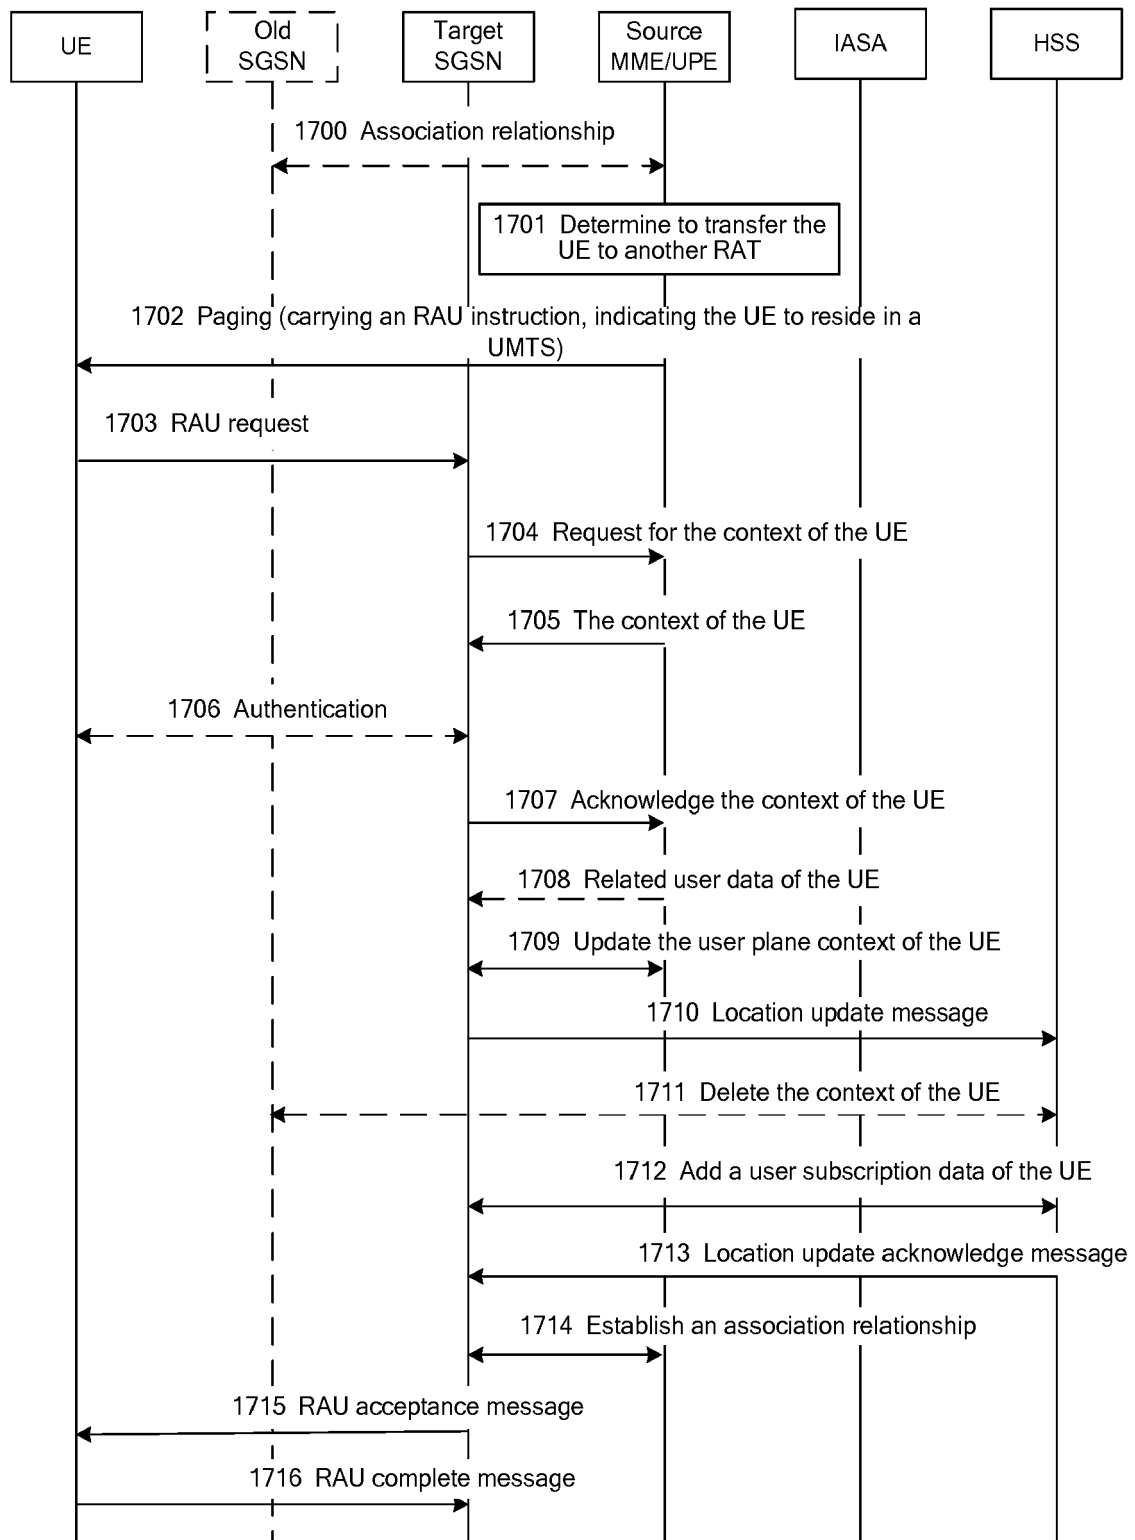 UE
Old
SGSN
Target
SGSN
Source
MME/UPE
IASA
HSS
1700 Association relationship
1701 Determine to transfer the
UE to another RAT
1702 Paging (carrying an RAU instruction, indicating the UE to reside in a
UMTS)
1703 RAU request
1704 Request for the context of the UE
1705 The context of the UE
1706 Authentication
1707 Acknowledge the context of the UE
1708 Related user data of the UE
1709 Update the user plane context of the UE
1710 Location update message
1711 Delete the context of the UE
1712 Add a user subscription data of the UE
1713 Location update acknowledge message
1714 Establish an association relationship
1715 RAU acceptance message
1716 RAU complete message